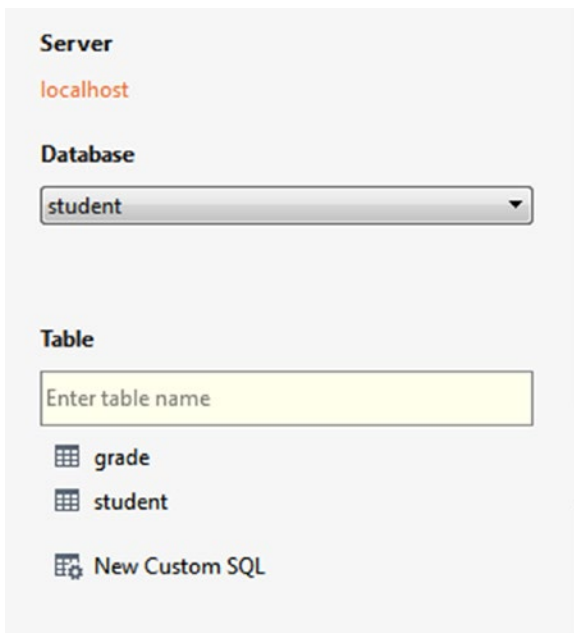 Server
localhost
Database
student
Table
Enter table name
grade
student
New Custom SQL